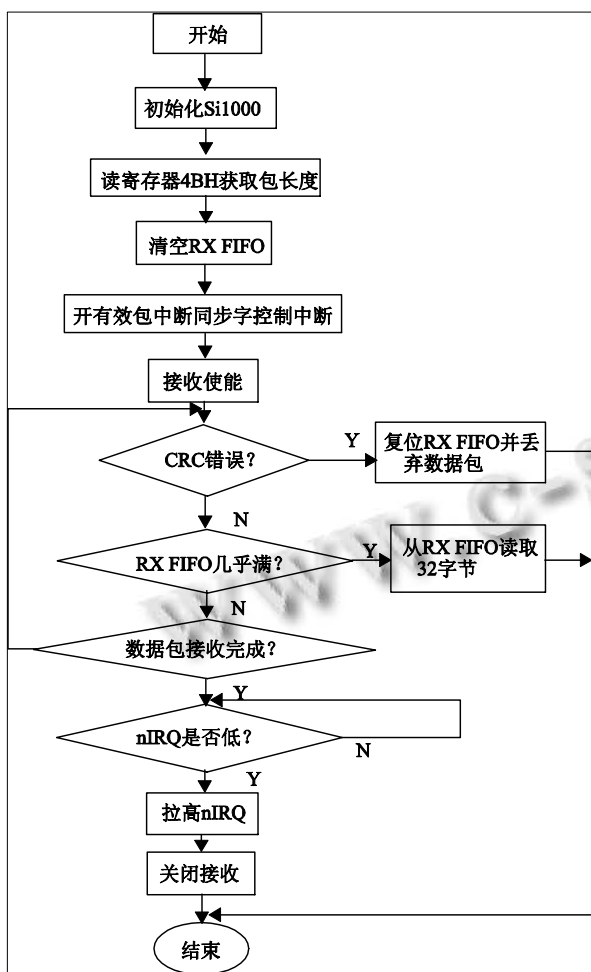 开始
初始化Si1000
读寄存器4BH获取包长度
清空RX FIFO
开有效包中断同步字控制中断
接收使能
CRC错误？
Y
复位RX FIFO并丢
弃数据包
N
RX FIFO几乎满？
Y
从RX FIFO读取
32字节
N
数据包接收完成？
Y
nIRQ是否低？
N
Y
拉高nIRQ
关闭接收
结束
www.c-s